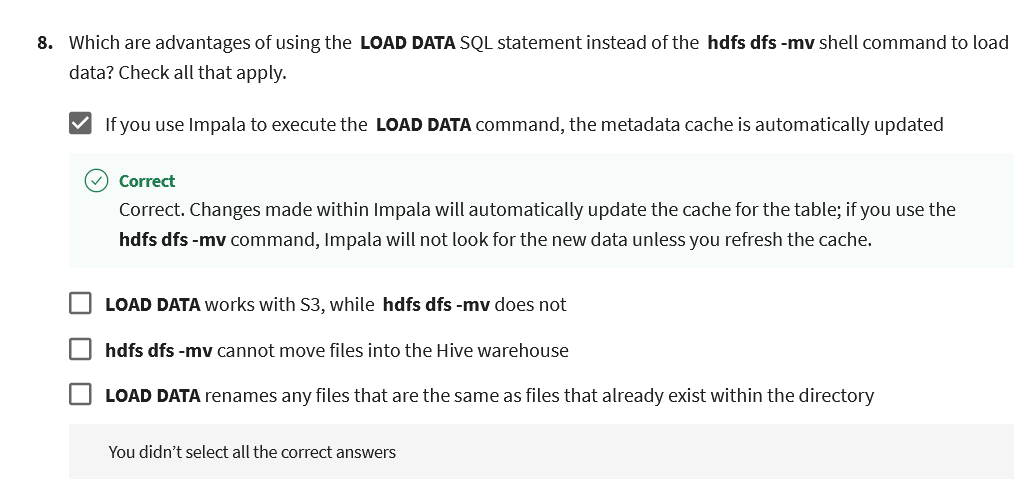 8. Which are advantages of using the LOAD DATA SQL statement instead of the hdfs dfs -mv shell command to load
data? Check all that apply.
If you use Impala to execute the LOAD DATA command, the metadata cache is automatically updated
Correct
Correct. Changes made within Impala will automatically update the cache for the table; if you use the
hdfs dfs -mv command, Impala will not look for the new data unless you refresh the cache.
LOAD DATA works with S3, while hdfs dfs -mv does not
hdfs dfs -mv cannot move files into the Hive warehouse
LOAD DATA renames any files that are the same as files that already exist within the directory
You didn’t select all the correct answers